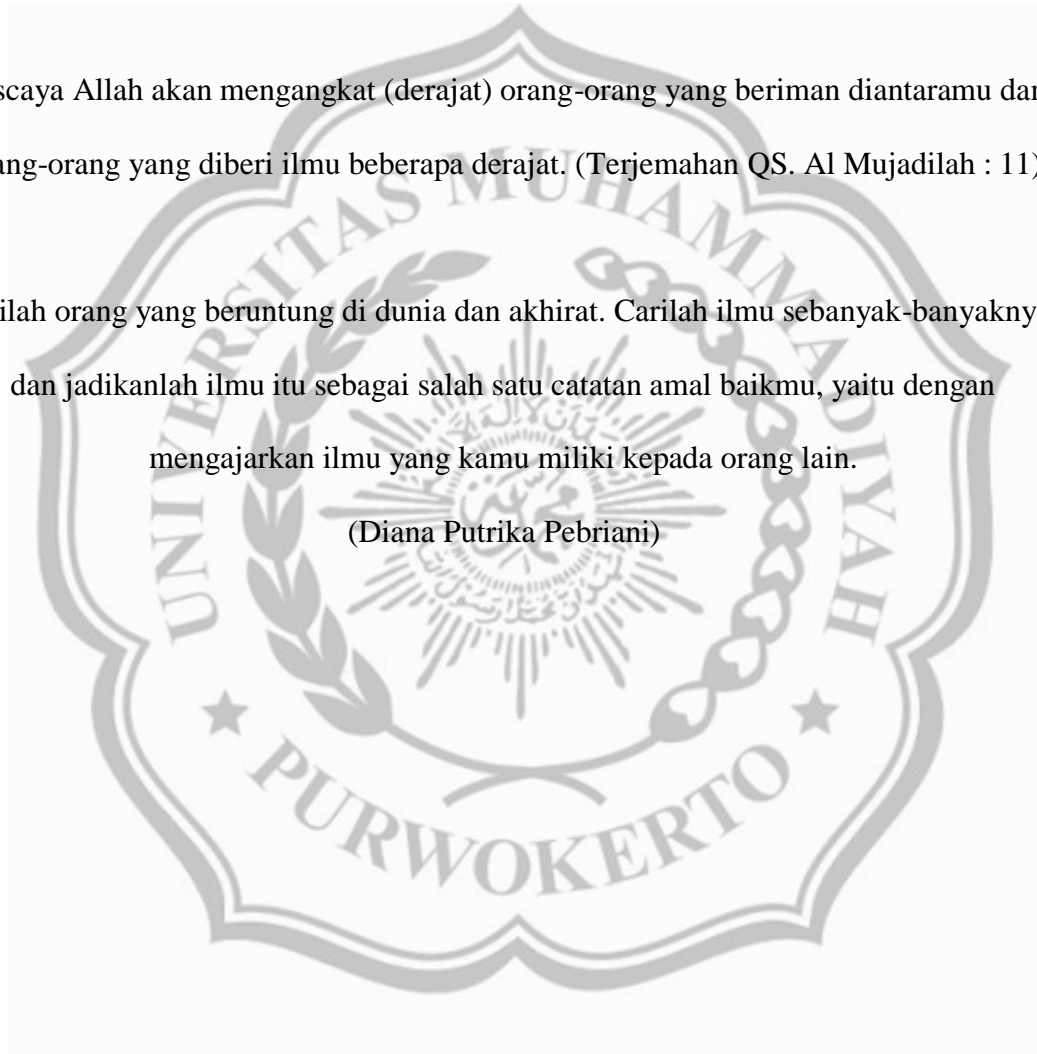 scaya Allah akan mengangkat (derajat) orang-orang yang beriman diantaramu dan
ang-orang yang diberi ilmu beberapa derajat. (Terjemahan QS. Al Mujadilah : 11)
ilah orang yang beruntung di dunia dan akhirat. Carilah ilmu sebanyak-banyakny
dan jadikanlah ilmu itu sebagai salah satu catatan amal baikmu, yaitu dengan
mengajarkan ilmu yang kamu miliki kepada orang lain.
(Diana Putrika Pebriani)
UNIVERSITAS MUHAMMADIYAH
PURWOKERTO